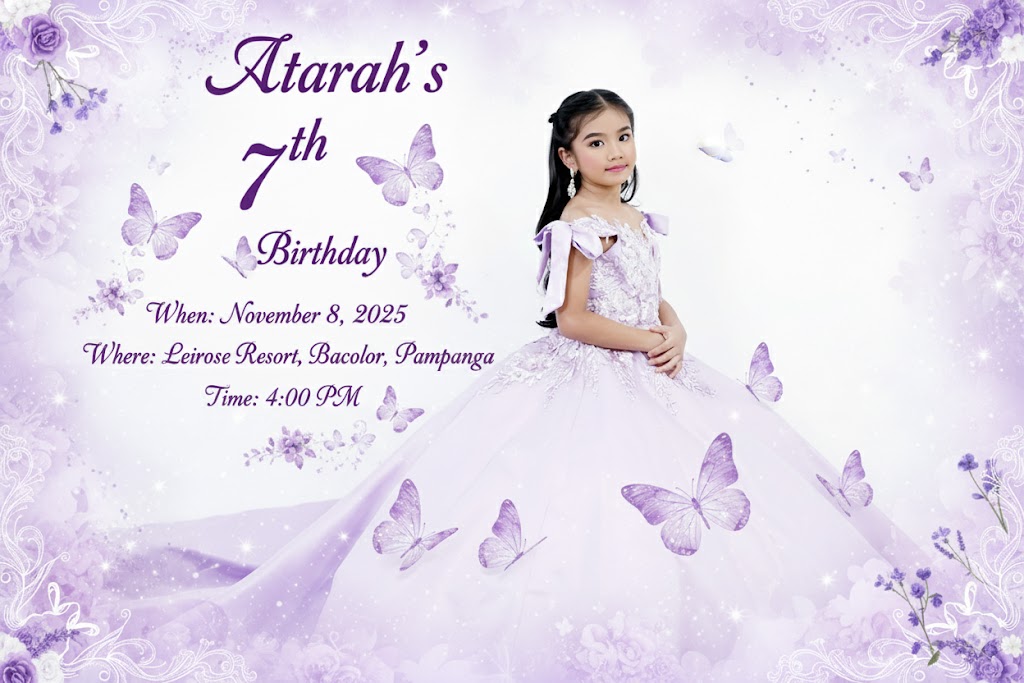 Atarah's
7th
Birthday
When: November 8, 2025
Where: Leirose Resort, Bacolor, Pampanga
Time: 4:00 PM